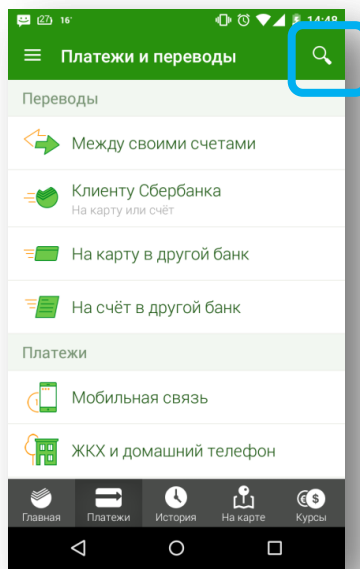 27 16' 14:48
Платежи и переводы
Переводы
Между своими счетами
Клиенту Сбербанка
На карту или счёт
На карту в другой банк
На счёт в другой банк
Платежи
Мобильная связь
ЖКХ и домашний телефон
Главная Платежи История На карте Курсы